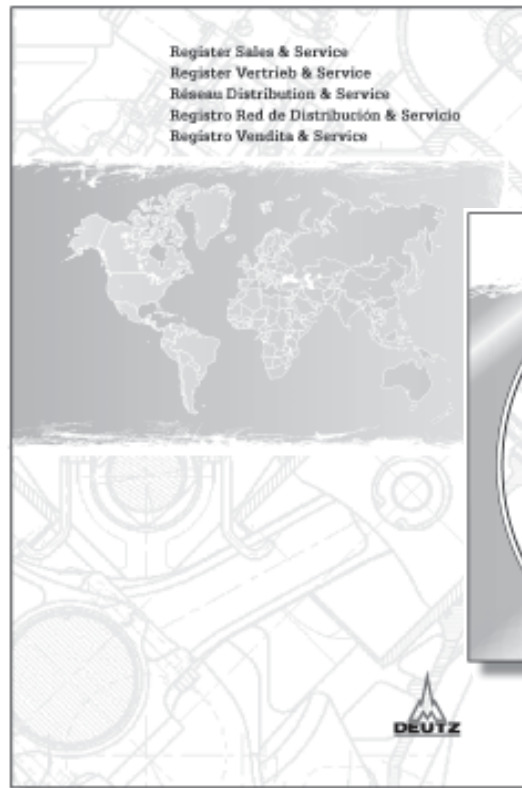 Register Sales & Service
Register Vertrieb & Service
Réseau Distribution & Service
Registro Red de Distribución & Servicio
Registro Vendita & Service
DEUTZ